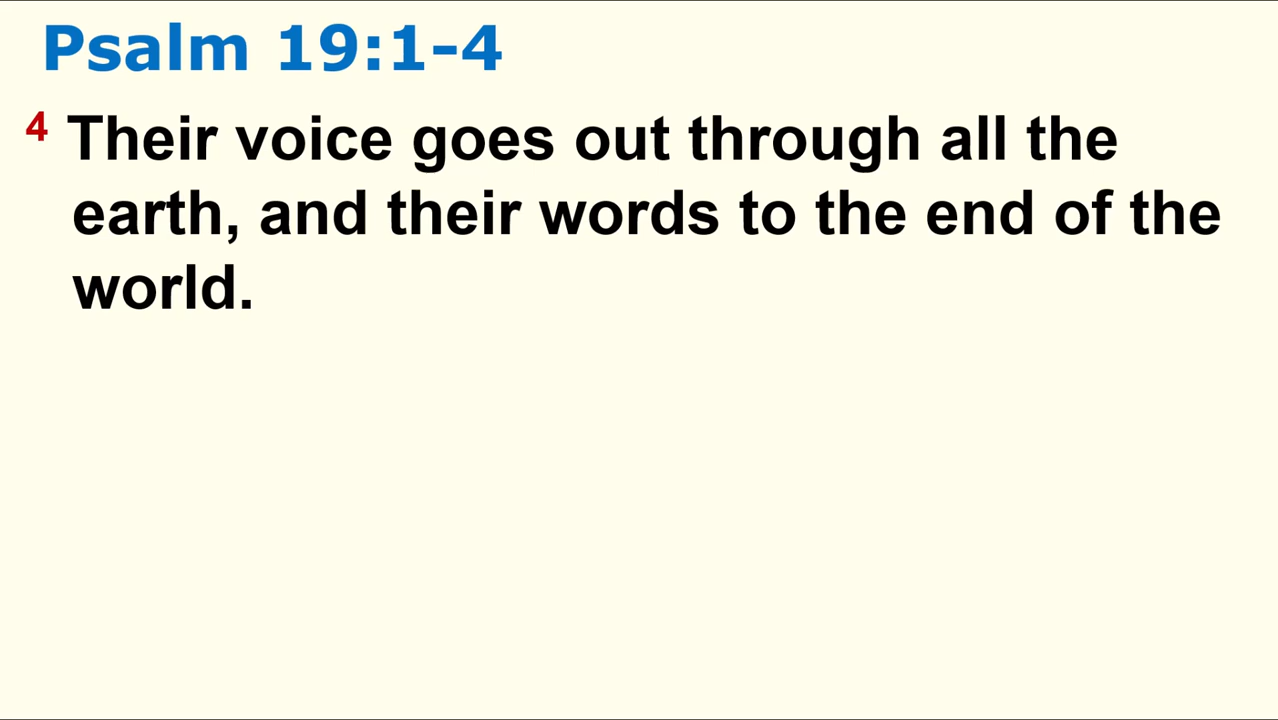 Psalm 19:1-4
4 Their voice goes out through all the
earth, and their words to the end of the
world.